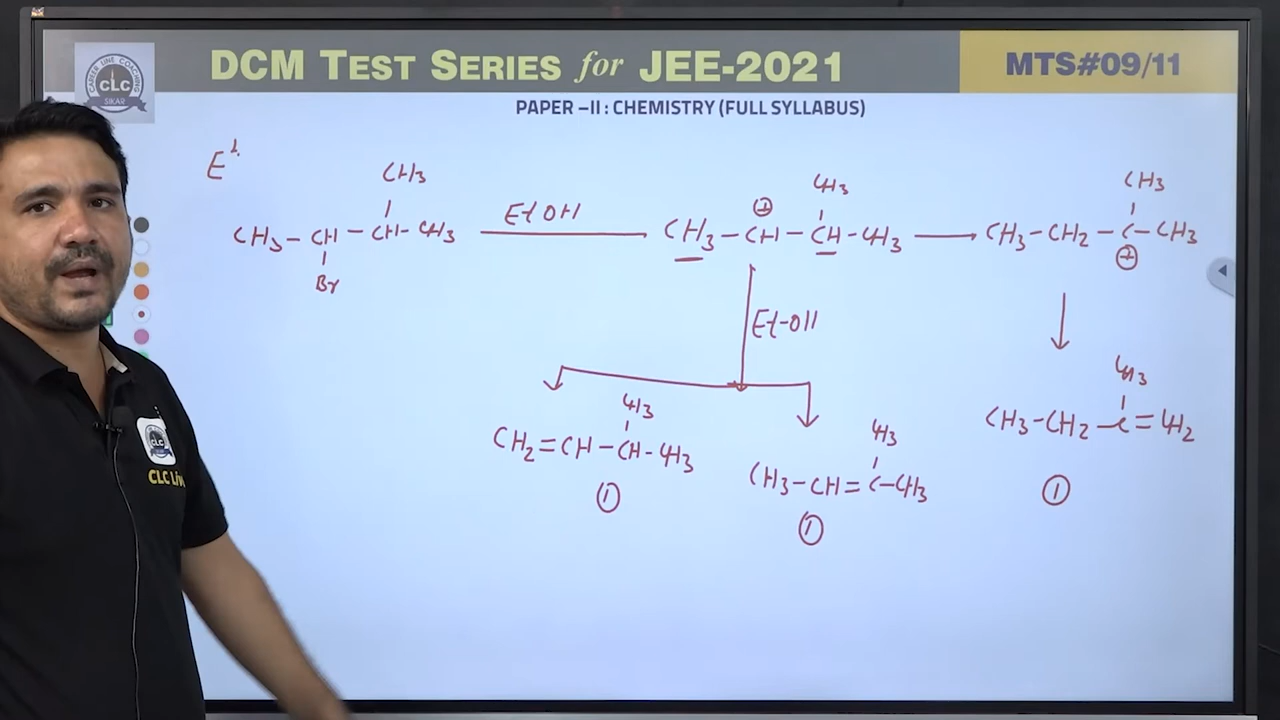 DCM TEST SERIES for JEE-2021
MTS#09/11
CAREER LINE COACHING
CLC
SIKAR
PAPER –II : CHEMISTRY (FULL SYLLABUS)
E¹
CH3
CH3 – CH – CH – CH3
Br
EtOH
CH3
⊕
CH3 – CH – CH – CH3
CH3
CH3 – CH2 – C – CH3
⊕
Et-OH
CH3
CH2 = CH – CH – CH3
①
CH3
CH3 – CH = C – CH3
①
CH3
CH3 – CH2 – C = CH2
①
CLC
CLC Live